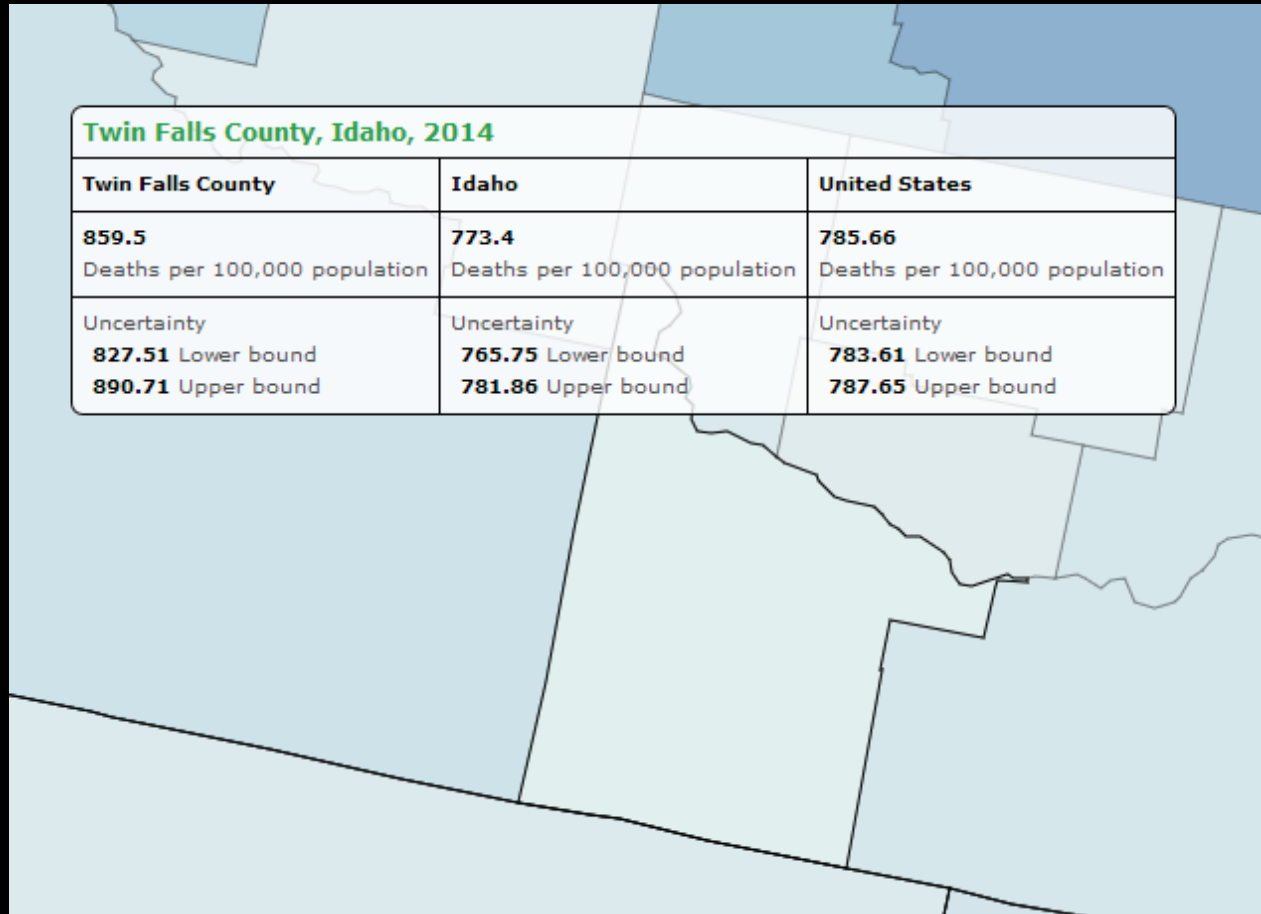 Twin Falls County, Idaho, 2014
Twin Falls County Idaho United States
859.5 773.4 785.66
Deaths per 100,000 population Deaths per 100,000 population Deaths per 100,000 population
Uncertainty Uncertainty Uncertainty
827.51 Lower bound 765.75 Lower bound 783.61 Lower bound
890.71 Upper bound 781.86 Upper bound 787.65 Upper bound